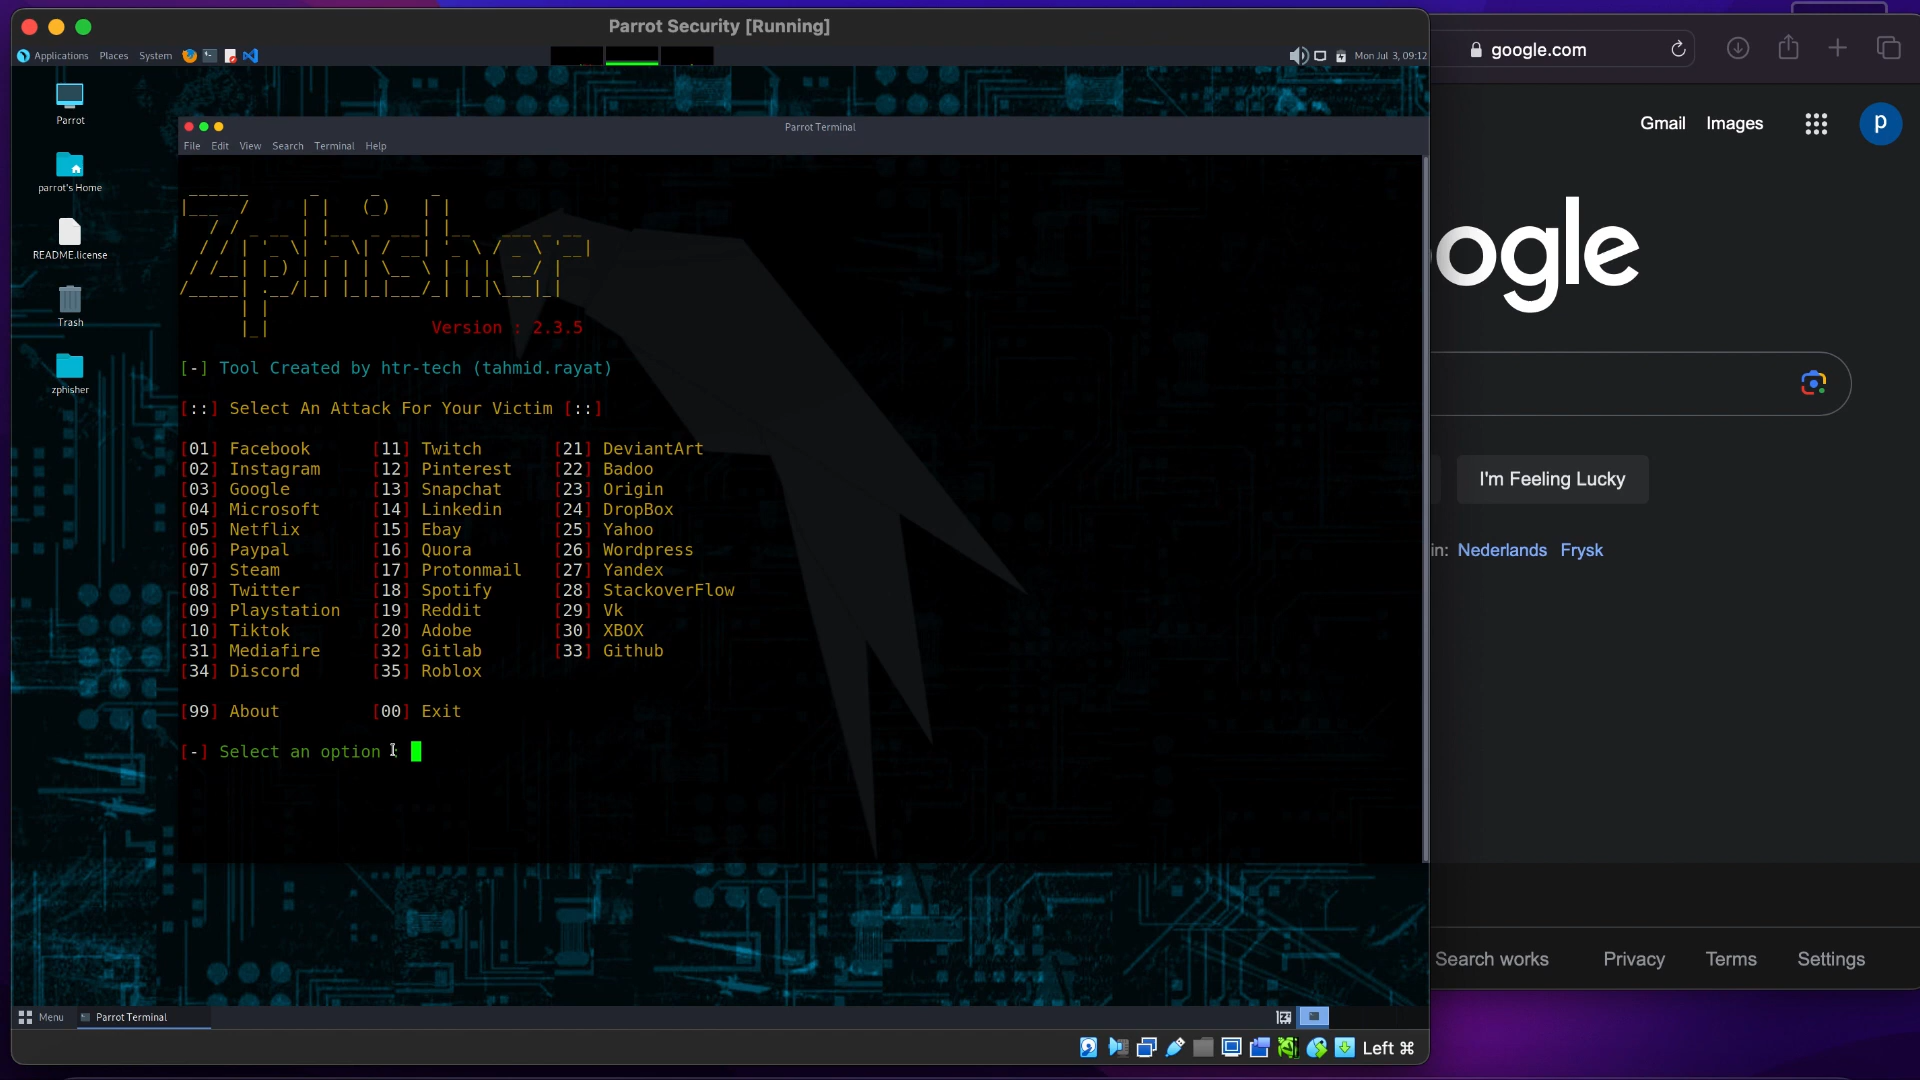 Parrot Security [Running]
Applications Places System
Mon Jul 3, 09:12
google.com
Parrot
parrot's Home
README.license
Trash
zphisher
Parrot Terminal
File Edit View Search Terminal Help
Zphisher
Version : 2.3.5
[-] Tool Created by htr-tech (tahmid.rayat)
[::] Select An Attack For Your Victim [::]
[01] Facebook [11] Twitch [21] DeviantArt
[02] Instagram [12] Pinterest [22] Badoo
[03] Google [13] Snapchat [23] Origin
[04] Microsoft [14] Linkedin [24] DropBox
[05] Netflix [15] Ebay [25] Yahoo
[06] Paypal [16] Quora [26] Wordpress
[07] Steam [17] Protonmail [27] Yandex
[08] Twitter [18] Spotify [28] StackoverFlow
[09] Playstation [19] Reddit [29] Vk
[10] Tiktok [20] Adobe [30] XBOX
[31] Mediafire [32] Gitlab [33] Github
[34] Discord [35] Roblox
[99] About [00] Exit
[-] Select an option :
Menu Parrot Terminal
Left ⌘
Gmail Images
p
ogle
I'm Feeling Lucky
in: Nederlands Frysk
Search works Privacy Terms Settings